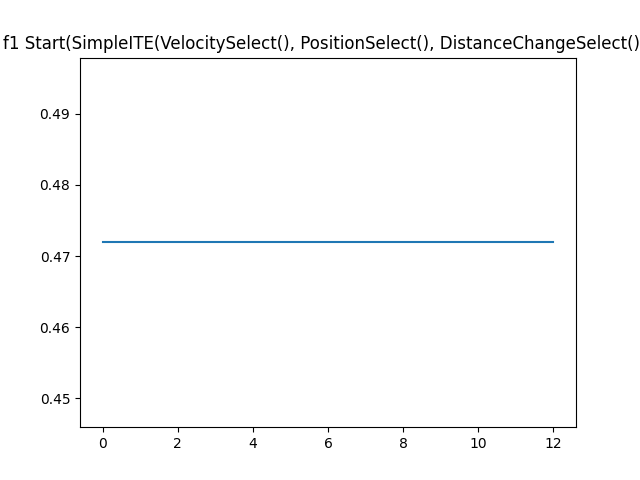 f1 Start(SimpleITE(VelocitySelect(), PositionSelect(), DistanceChangeSelect()
0.49
0.48
0.47
0.46
0.45
0 2 4 6 8 10 12